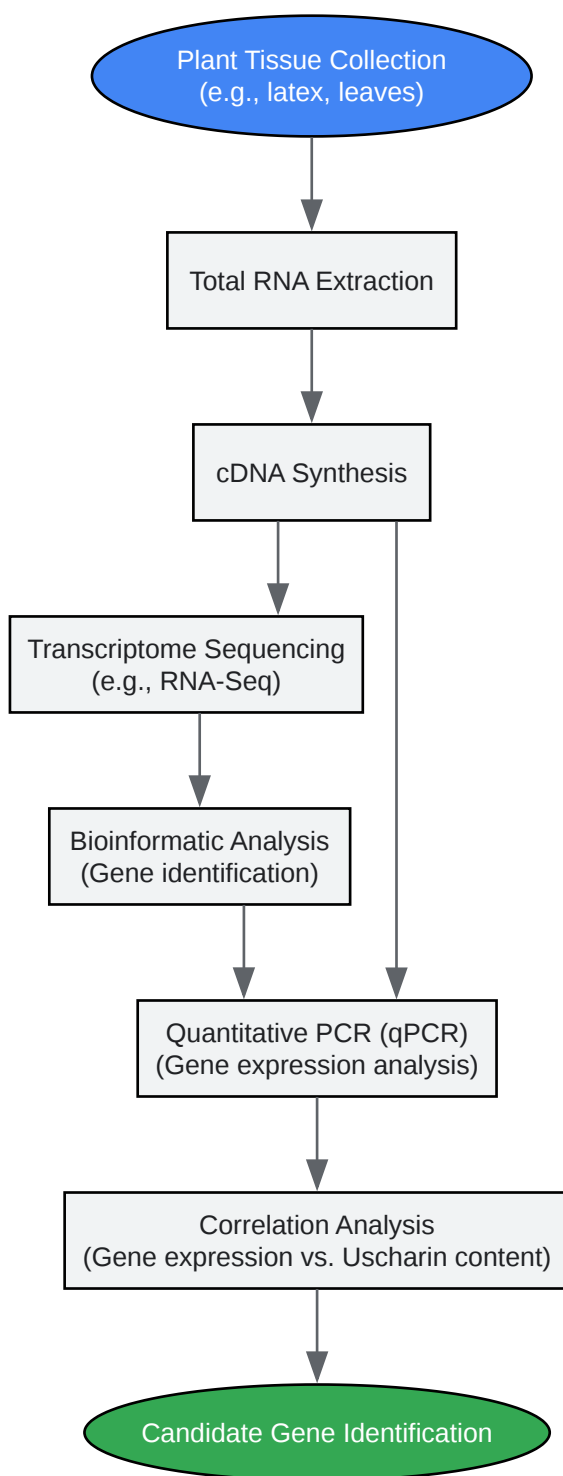 Plant Tissue Collection
(e.g., latex, leaves)
Total RNA Extraction
cDNA Synthesis
Transcriptome Sequencing
(e.g., RNA-Seq)
Bioinformatic Analysis
(Gene identification)
Quantitative PCR (qPCR)
(Gene expression analysis)
Correlation Analysis
(Gene expression vs. Uscharin content)
Candidate Gene Identification